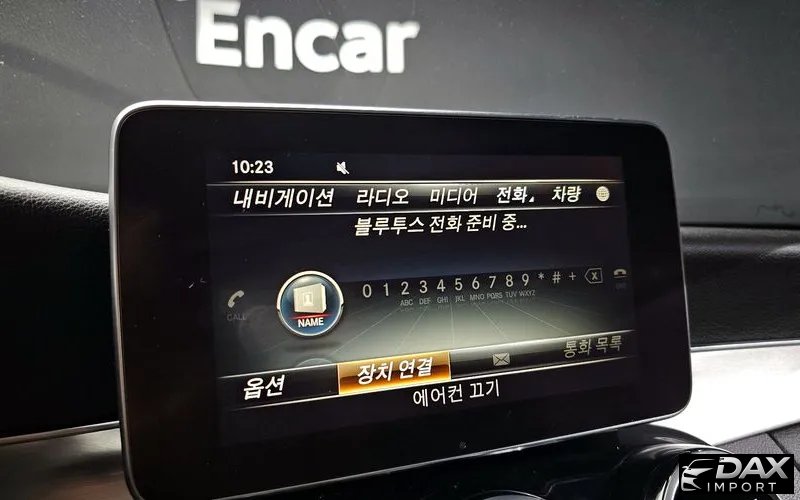 Encar
10:23
내비게이션 라디오 미디어 전화 차량
블루투스 전화 준비 중...
CALL
NAME
0 1 2 3 4 5 6 7 8 9 * # +
ABC DEF GHI JKL MNO PQRS TUV WXYZ
END
옵션 장치 연결 통화 목록
에어컨 끄기
DAX
IMPORT